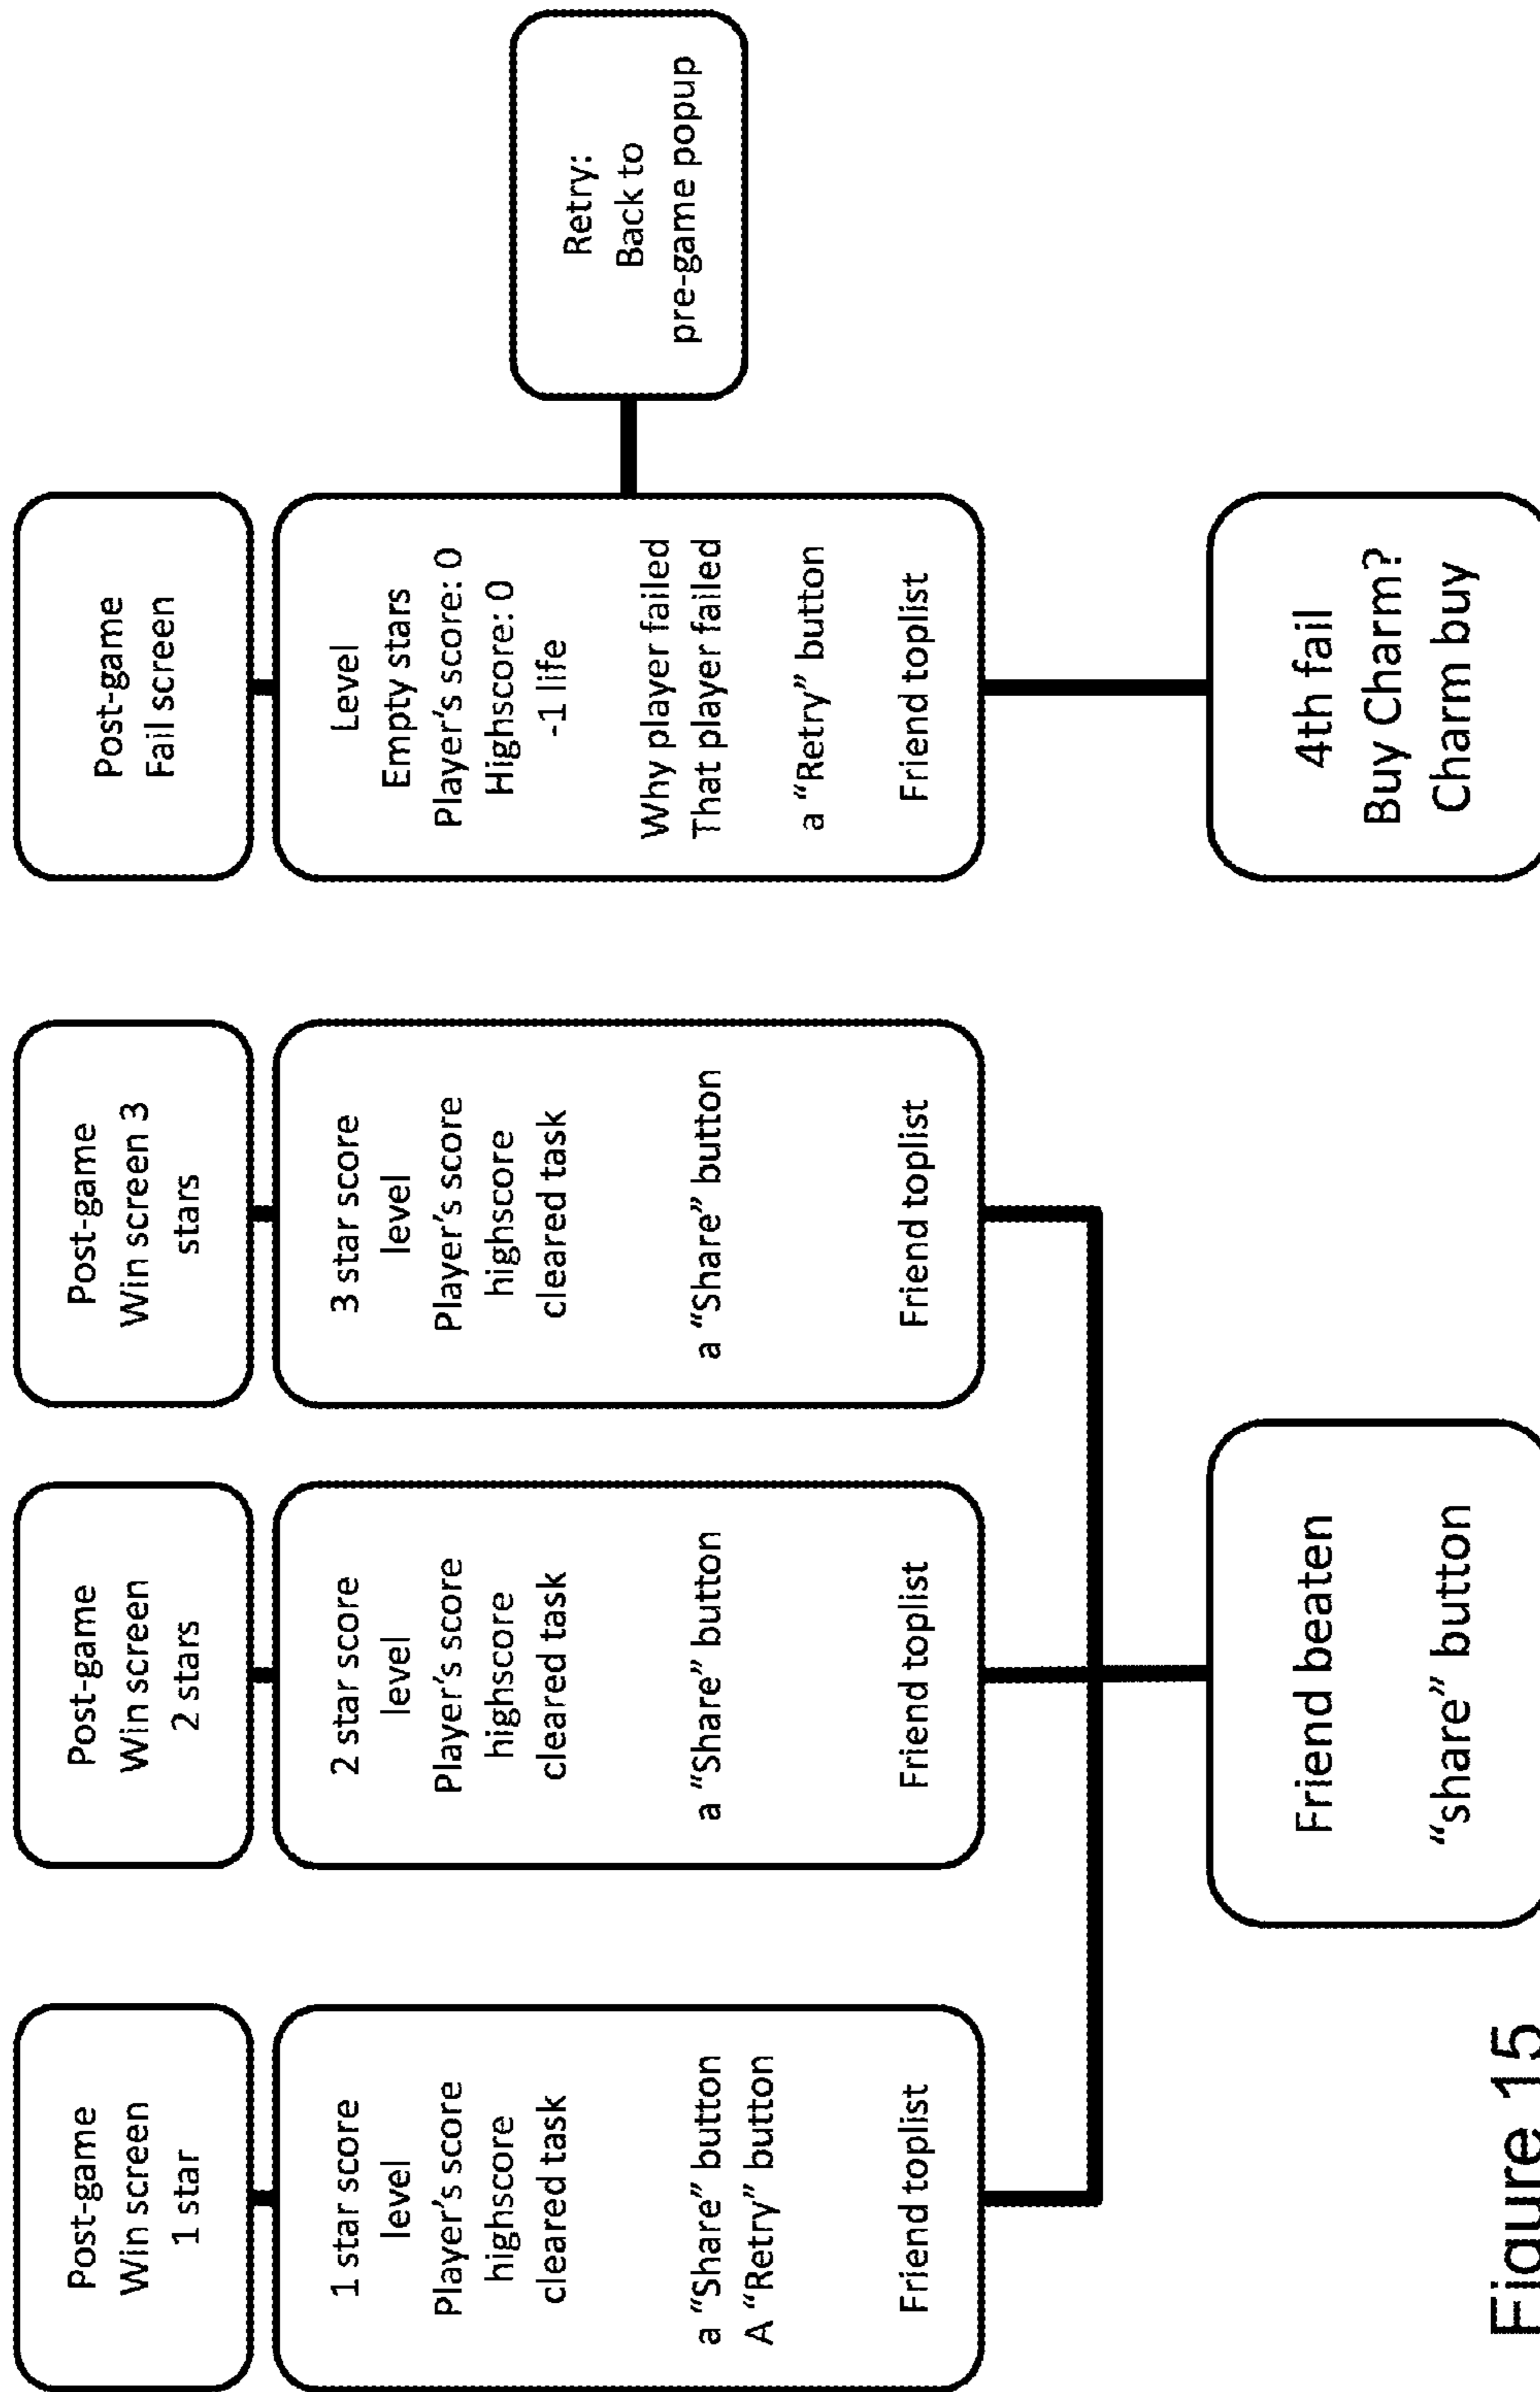 Post-game
Win screen
1 star
1 star score
level
Player's score
highscore
cleared task
a “Share” button
A “Retry” button
Friend toplist
Post-game
Win screen
2 stars
2 star score
level
Player's score
highscore
cleared task
a “Share” button
Friend toplist
Post-game
Win screen 3
stars
3 star score
level
Player's score
highscore
cleared task
a “Share” button
Friend toplist
Friend beaten
“share” button
Post-game
Fail screen
Level
Empty stars
Player's score: 0
Highscore: 0
-1 life
Why player failed
That player failed
a “Retry” button
Friend toplist
Retry:
Back to
pre-game popup
4th fail
Buy Charm?
Charm buy
Figure 15